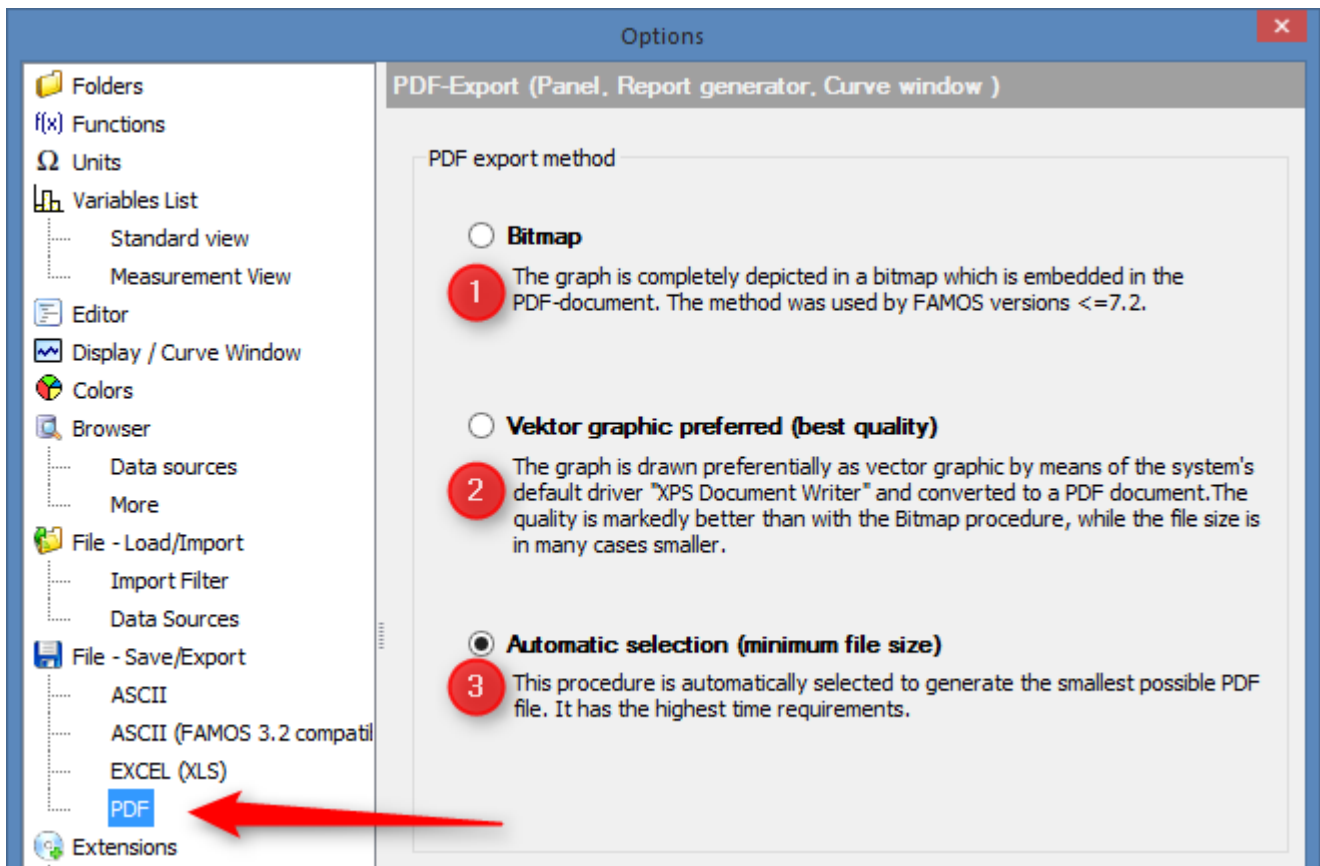 Options
Folders
f(x) Functions
Ω Units
Variables List
Standard view
Measurement View
Editor
Display / Curve Window
Colors
Browser
Data sources
More
File - Load/Import
Import Filter
Data Sources
File - Save/Export
ASCII
ASCII (FAMOS 3.2 compatil
EXCEL (XLS)
PDF
Extensions
PDF-Export (Panel, Report generator, Curve window )
PDF export method
Bitmap
1
The graph is completely depicted in a bitmap which is embedded in the
PDF-document. The method was used by FAMOS versions <=7.2.
Vektor graphic preferred (best quality)
2
The graph is drawn preferentially as vector graphic by means of the system's
default driver "XPS Document Writer" and converted to a PDF document.The
quality is markedly better than with the Bitmap procedure, while the file size is
in many cases smaller.
Automatic selection (minimum file size)
3
This procedure is automatically selected to generate the smallest possible PDF
file. It has the highest time requirements.